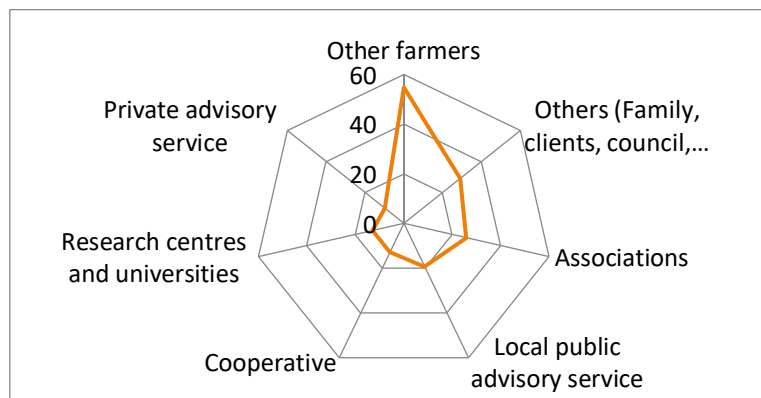 Other farmers
60
Private advisory
service
Others (Family,
clients, council,...
40
20
0
Research centres
and universities
Associations
Cooperative
Local public
advisory service